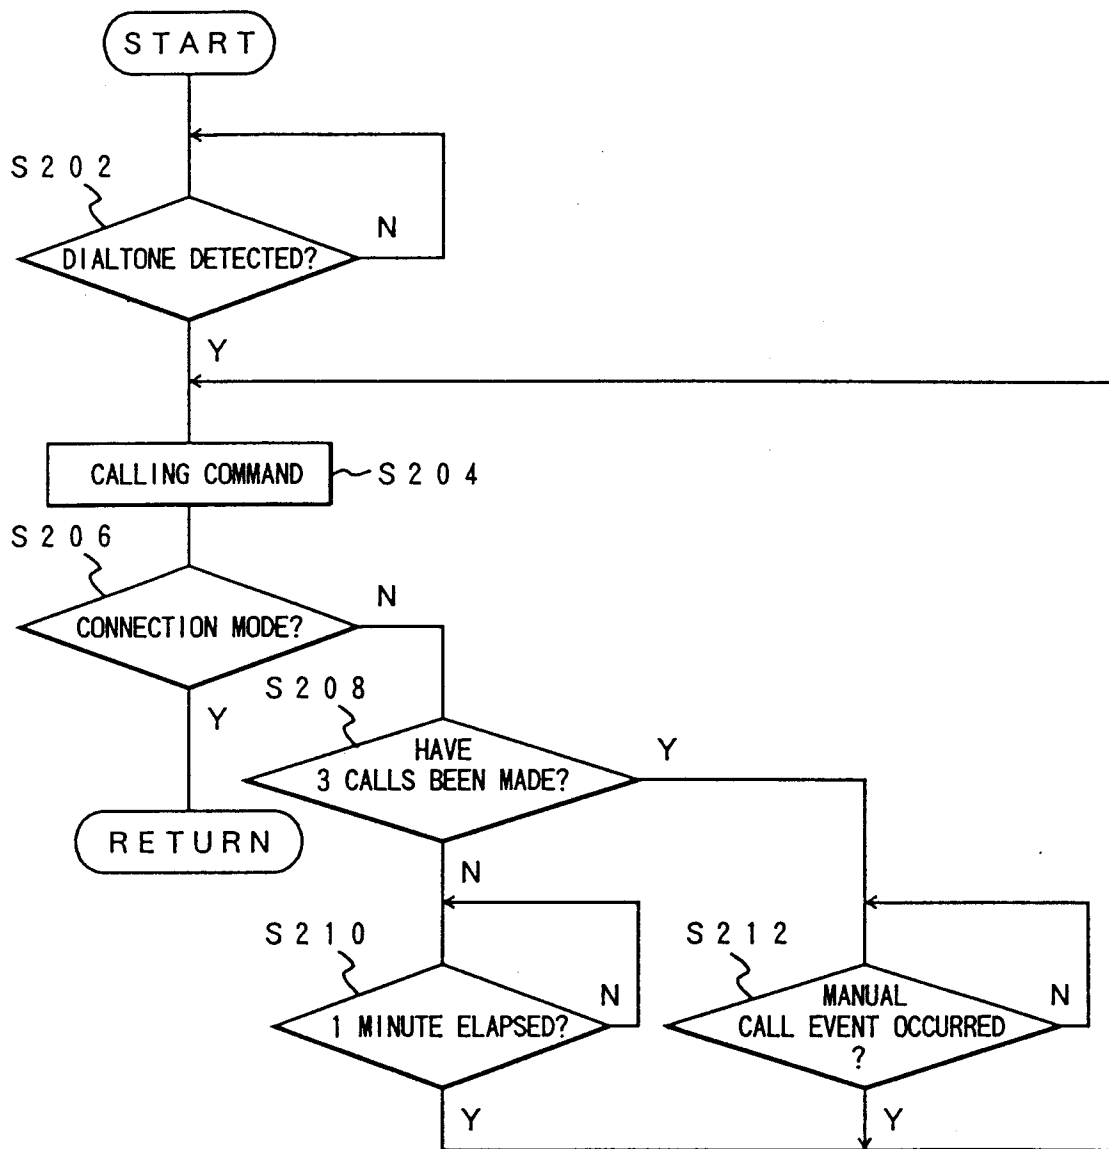 START
S202
N
DIALTONE DETECTED?
Y
CALLING COMMAND
S204
S206
N
CONNECTION MODE?
S208
Y
HAVE
3 CALLS BEEN MADE?
Y
RETURN
N
S210
S212
N
1 MINUTE ELAPSED?
MANUAL
CALL EVENT OCCURRED
?
N
Y
Y